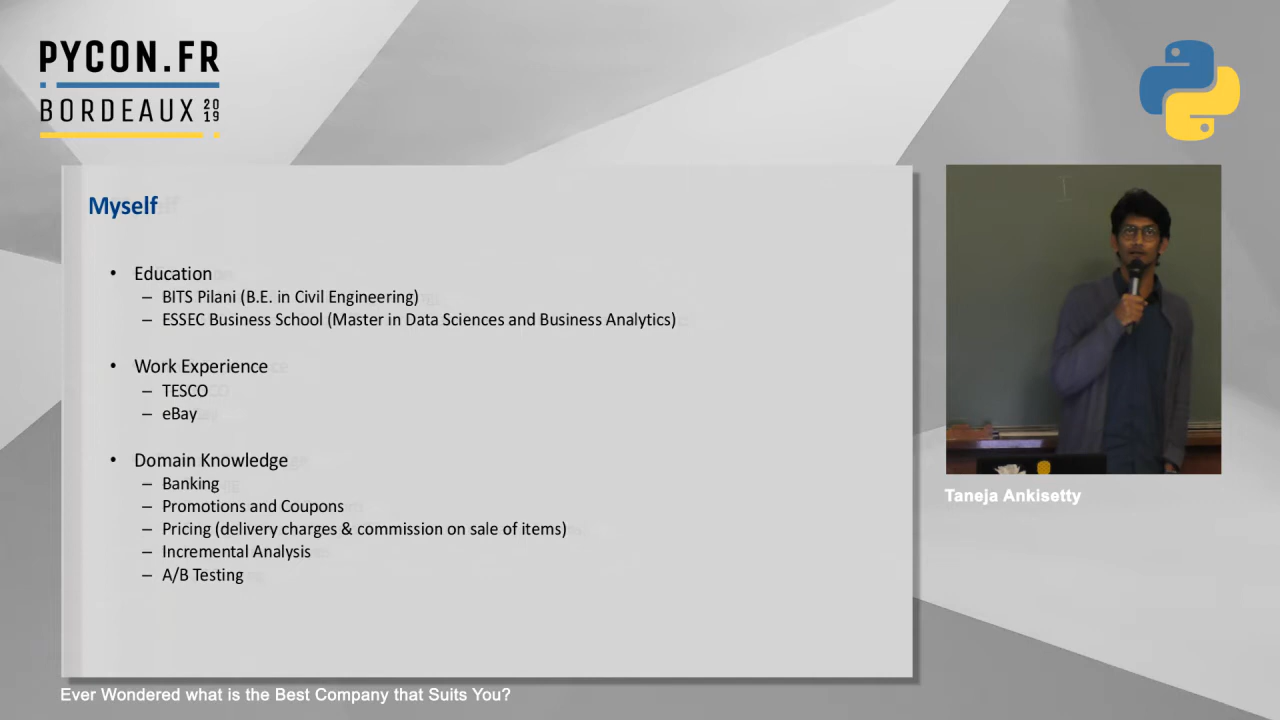 PYCON.FR
BORDEAUX 2019
Myself
• Education
– BITS Pilani (B.E. in Civil Engineering)
– ESSEC Business School (Master in Data Sciences and Business Analytics)
• Work Experience
– TESCO
– eBay
• Domain Knowledge
– Banking
– Promotions and Coupons
– Pricing (delivery charges & commission on sale of items)
– Incremental Analysis
– A/B Testing
Taneja Ankisetty
Ever Wondered what is the Best Company that Suits You?